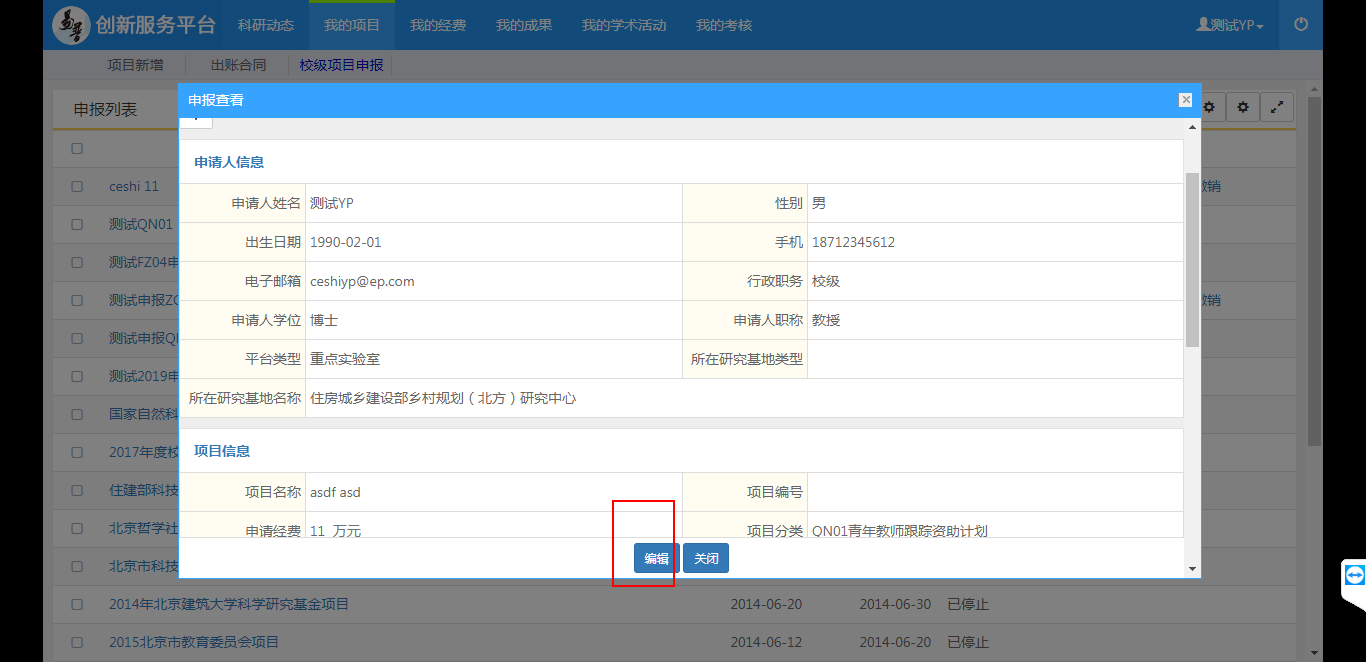 创新服务平台 科研动态 我的项目 我的经费 我的成果 我的学术活动 我的考核 测试YP
项目新增 出账合同 校级项目申报
申报列表
申报查看
申请人信息
申请人姓名 测试YP 性别 男
ceshi 11
出生日期 1990-02-01 手机 18712345612
测试QN01
电子邮箱 ceshiyp@ep.com 行政职务 校级
测试FZ04申
申请人学位 博士 申请人职称 教授
测试申报
平台类型 重点实验室 所在研究基地类型
测试申报
测试2019申
所在研究基地名称 住房城乡建设部乡村规划（北方）研究中心
国家自然科
项目信息
2017年度校
项目名称 asdf asd 项目编号
住建部科技
申请经费 11 万元 项目分类 QN01青年教师跟踪资助计划
北京哲学社
编辑 关闭
北京市科技
2014年北京建筑大学科学研究基金项目 2014-06-20 2014-06-30 已停止
2015北京市教育委员会项目 2014-06-12 2014-06-20 已停止